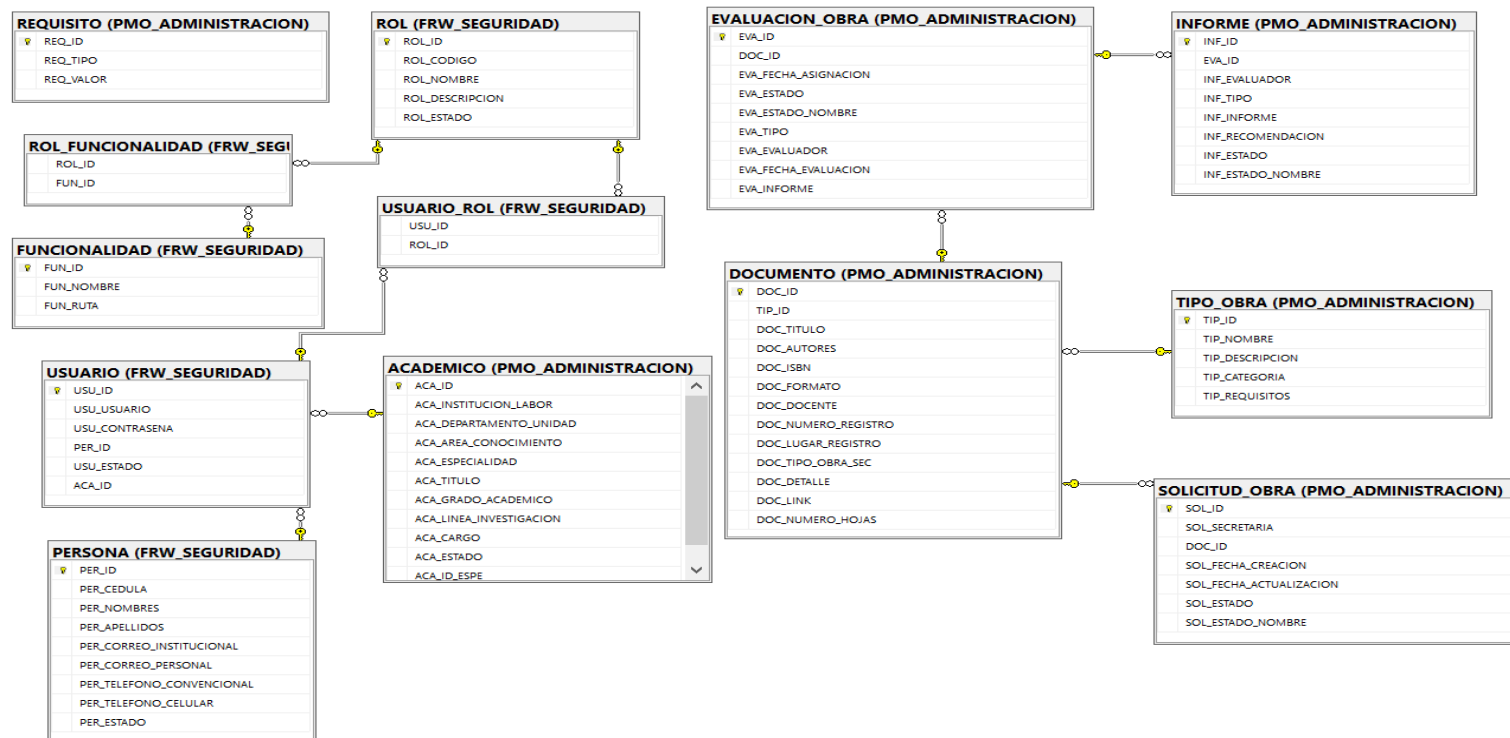 REQUISITO (PMO_ADMINISTRACION)
REQ_ID
REQ_TIPO
REQ_VALOR
ROL (FRW_SEGURIDAD)
ROL_ID
ROL_CODIGO
ROL_NOMBRE
ROL_DESCRIPCION
ROL_ESTADO
ROL_FUNCIONALIDAD (FRW_SEGU
ROL_ID
FUN_ID
USUARIO_ROL (FRW_SEGURIDAD)
USU_ID
ROL_ID
FUNCIONALIDAD (FRW_SEGURIDAD)
FUN_ID
FUN_NOMBRE
FUN_RUTA
USUARIO (FRW_SEGURIDAD)
USU_ID
USU_USUARIO
USU_CONTRASENA
PER_ID
USU_ESTADO
ACA_ID
ACADEMICO (PMO_ADMINISTRACION)
ACA_ID
ACA_INSTITUCION_LABOR
ACA_DEPARTAMENTO_UNIDAD
ACA_AREA_CONOCIMIENTO
ACA_ESPECIALIDAD
ACA_TITULO
ACA_GRADO_ACADEMICO
ACA_LINEA_INVESTIGACION
ACA_CARGO
ACA_ESTADO
ACA_ID_ESPE
PERSONA (FRW_SEGURIDAD)
PER_ID
PER_CEDULA
PER_NOMBRES
PER_APELLIDOS
PER_CORREO_INSTITUCIONAL
PER_CORREO_PERSONAL
PER_TELEFONO_CONVENCIONAL
PER_TELEFONO_CELULAR
PER_ESTADO
EVALUACION_OBRA (PMO_ADMINISTRACION)
EVA_ID
DOC_ID
EVA_FECHA_ASIGNACION
EVA_ESTADO
EVA_ESTADO_NOMBRE
EVA_TIPO
EVA_EVALUADOR
EVA_FECHA_EVALUACION
EVA_INFORME
INFORME (PMO_ADMINISTRACION)
INF_ID
EVA_ID
INF_EVALUADOR
INF_TIPO
INF_INFORME
INF_RECOMENDACION
INF_ESTADO
INF_ESTADO_NOMBRE
DOCUMENTO (PMO_ADMINISTRACION)
DOC_ID
TIP_ID
DOC_TITULO
DOC_AUTORES
DOC_ISBN
DOC_FORMATO
DOC_DOCENTE
DOC_NUMERO_REGISTRO
DOC_LUGAR_REGISTRO
DOC_TIPO_OBRA_SEC
DOC_DETALLE
DOC_LINK
DOC_NUMERO_HOJAS
TIPO_OBRA (PMO_ADMINISTRACION)
TIP_ID
TIP_NOMBRE
TIP_DESCRIPCION
TIP_CATEGORIA
TIP_REQUISITOS
SOLICITUD_OBRA (PMO_ADMINISTRACION)
SOL_ID
SOL_SECRETARIA
DOC_ID
SOL_FECHA_CREACION
SOL_FECHA_ACTUALIZACION
SOL_ESTADO
SOL_ESTADO_NOMBRE